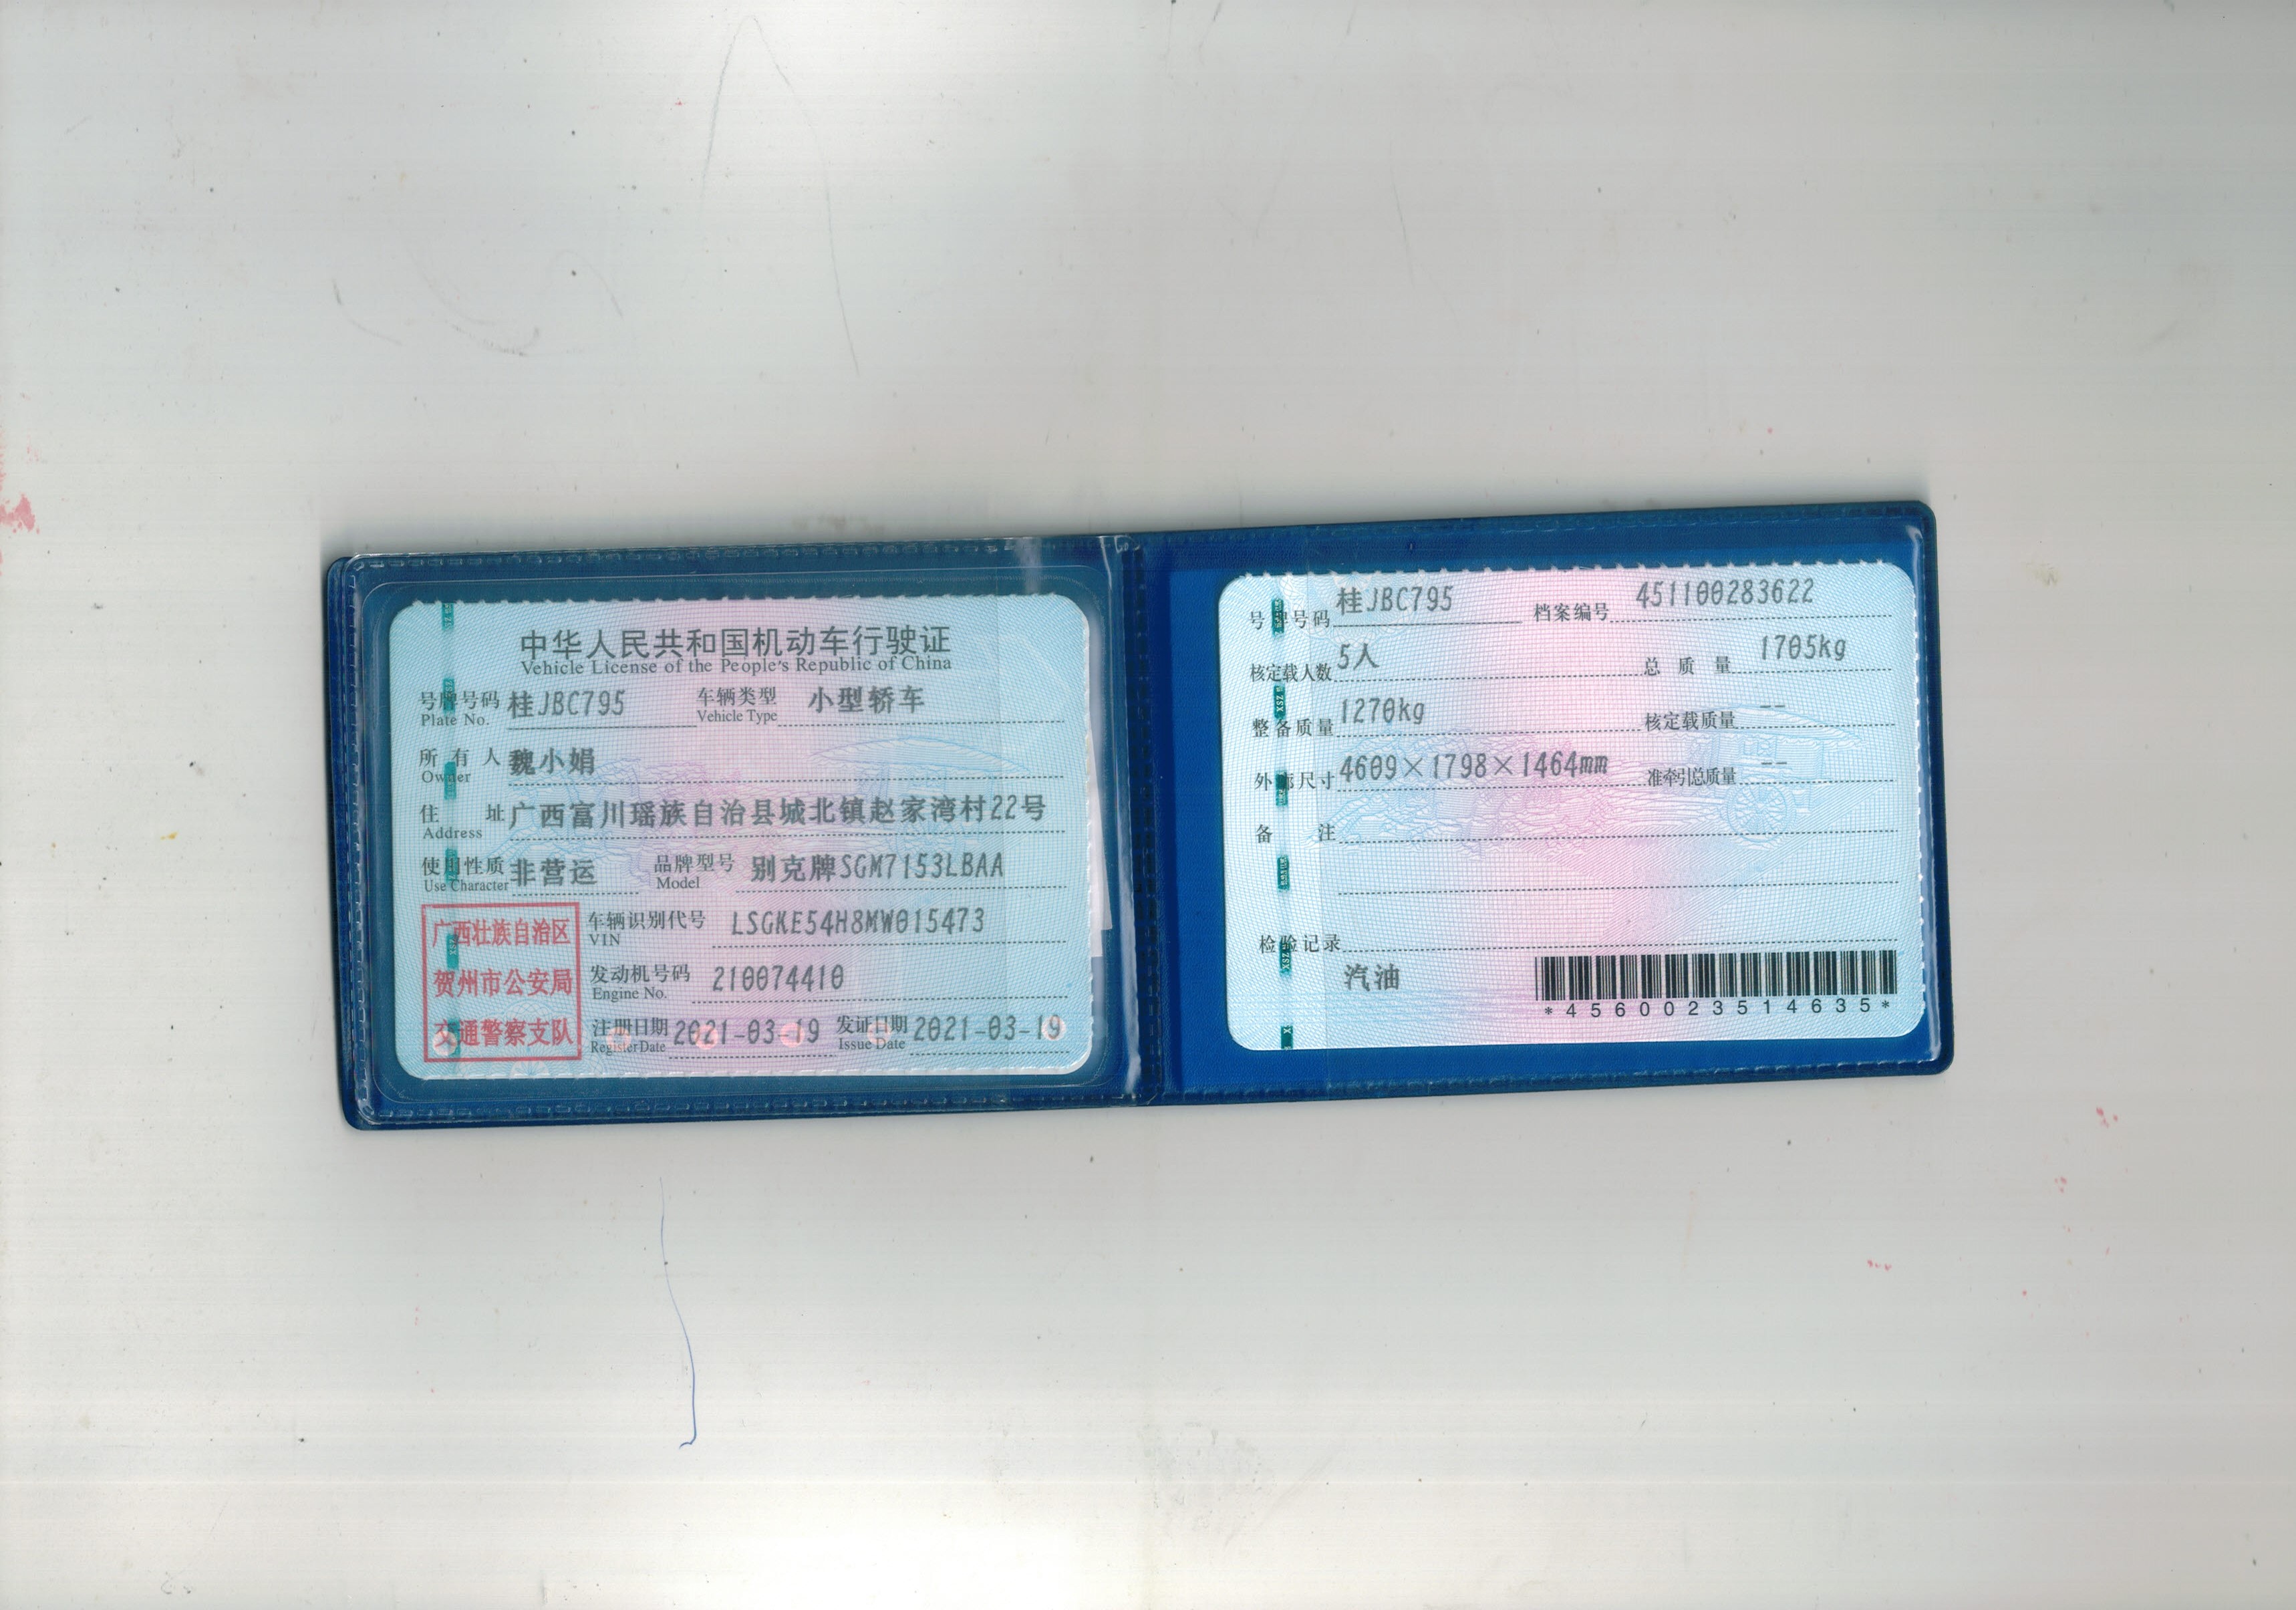 中华人民共和国机动车行驶证
Vehicle License of the People's Republic of China
号牌号码 桂JBC795 车辆类型 小型轿车
Plate No. Vehicle Type
所有人 魏小娟
Owner
住址 广西富川瑶族自治县城北镇赵家湾村22号
Address
使用性质 非营运 品牌型号 别克牌SGM7153LBAA
Use Character Model
广西壮族自治区
贺州市公安局
交通警察支队
车辆识别代号 LSGKE54H8MW015473
VIN
发动机号码 210074410
Engine No.
注册日期 2021-03-19 发证日期 2021-03-19
Register Date Issue Date
号牌号码 桂JBC795 档案编号 451100283622
核定载人数 5人 总质量 1705kg
整备质量 1270kg 核定载质量 --
外廓尺寸 4609×1798×1464mm 准牵引总质量 --
备注
检验记录
汽油
*4560023514635*